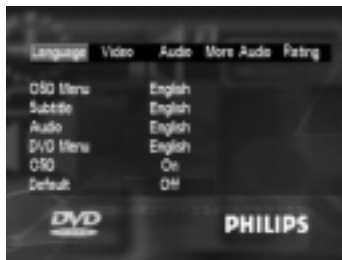 Language Video Audio More Audio Rating
OSD Menu English
Subtitle English
Audio English
DVD Menu English
OSD On
Default Off
DVD PHILIPS